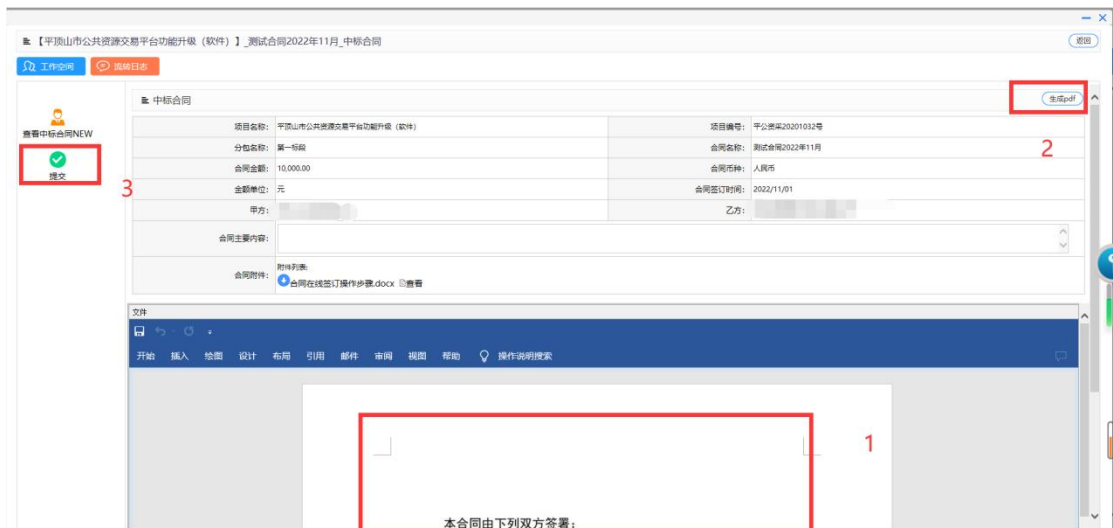 【平顶山市公共资源交易平台功能升级（软件）】_测试合同2022年11月_中标合同
返回
工作空间 流转日志
中标合同 生成pdf
查看中标合同NEW
提交
项目名称： 平顶山市公共资源交易平台功能升级（软件） 项目编号： 平公资采20201032号
分包名称： 第一标段 合同名称： 测试合同2022年11月
2
合同金额： 10,000.00 合同币种： 人民币
3
金额单位： 元 合同签订时间： 2022/11/01
甲方： 乙方：
合同主要内容：
合同附件： 附件列表:
合同在线签订操作步骤.docx 查看
文件
开始 插入 绘图 设计 布局 引用 邮件 审阅 视图 帮助 操作说明搜索
1
本合同由下列双方签署：